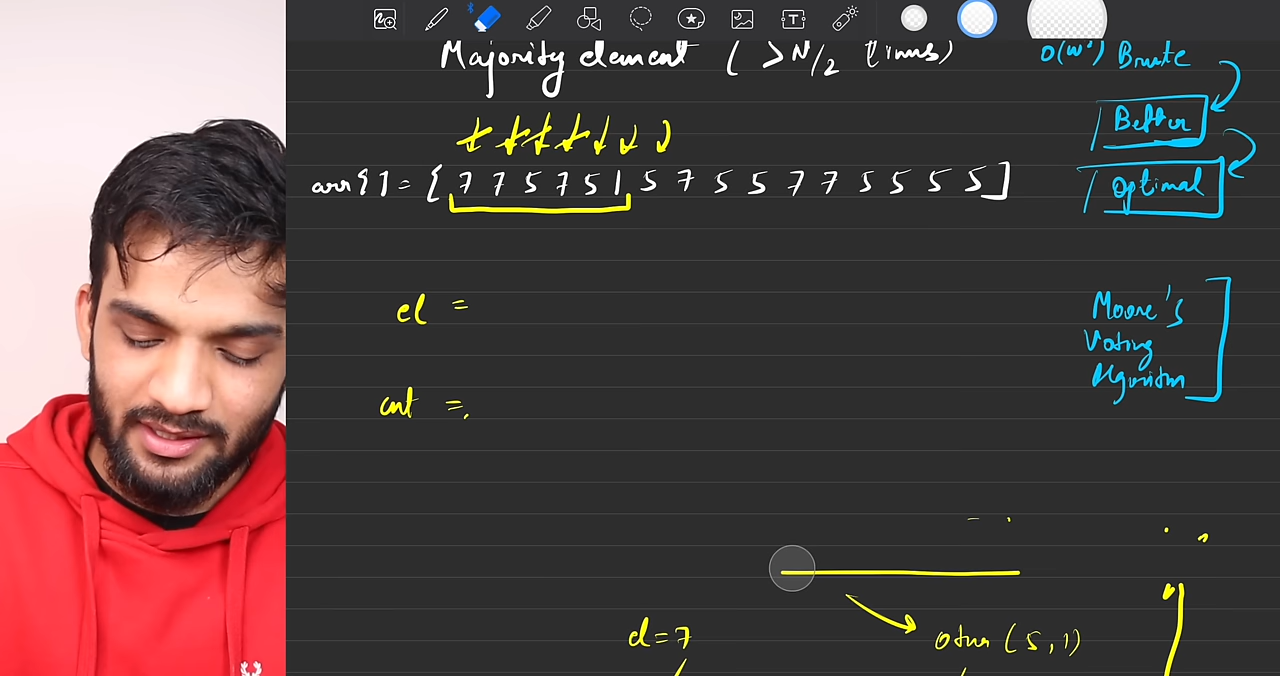 Majority element ( > N/2 times)
O(N²) Brute
Better
Optimal
arr[] = [ 7 7 5 7 5 1 5 7 5 5 7 7 5 5 5 5 ]
el =
cnt =
Moore's
Voting
Algorithm
el = 7
other (5, 1)